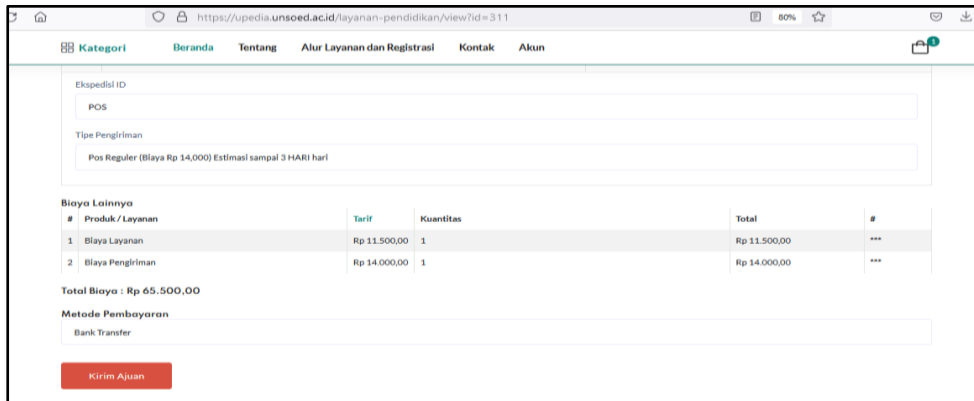 https://upedia.unsoed.ac.id/layanan-pendidikan/view?id=311 80%
Kategori Beranda Tentang Alur Layanan dan Registrasi Kontak Akun 1
Ekspedisi ID
POS
Tipe Pengiriman
Pos Reguler (Biaya Rp 14,000) Estimasi sampai 3 HARI hari
Biaya Lainnya
# Produk / Layanan Tarif Kuantitas Total #
1 Biaya Layanan Rp 11.500,00 1 Rp 11.500,00 ***
2 Biaya Pengiriman Rp 14.000,00 1 Rp 14.000,00 ***
Total Biaya : Rp 65.500,00
Metode Pembayaran
Bank Transfer
Kirim Ajuan